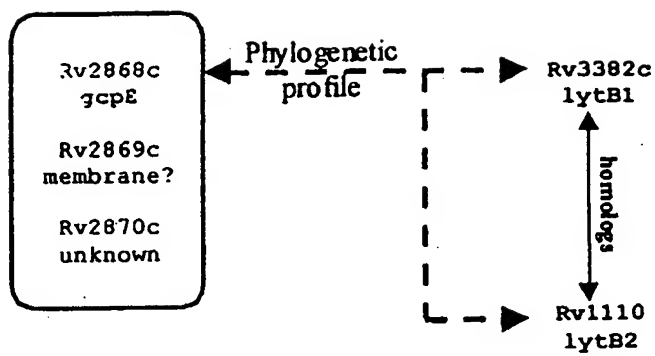 Rv2868c
gcpE
Rv2869c
membrane?
Rv2870c
unknown
Phylogenetic
profile
Rv3382c
lytB1
homologs
Rv1110
lytB2